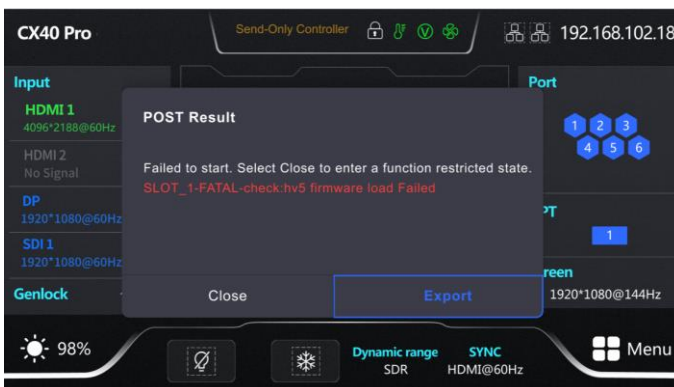 CX40 Pro
Send-Only Controller
192.168.102.18
Input
HDMI 1
4096*2188@60Hz
HDMI 2
No Signal
DP
1920*1080@60Hz
SDI 1
1920*1080@60Hz
Genlock
POST Result
Failed to start. Select Close to enter a function restricted state.
SLOT_1-FATAL-check:hv5 firmware load Failed
Close
Export
Port
1 2 3
4 5 6
PT
1
reen
1920*1080@144Hz
98%
Dynamic range
SDR
SYNC
HDMI@60Hz
Menu